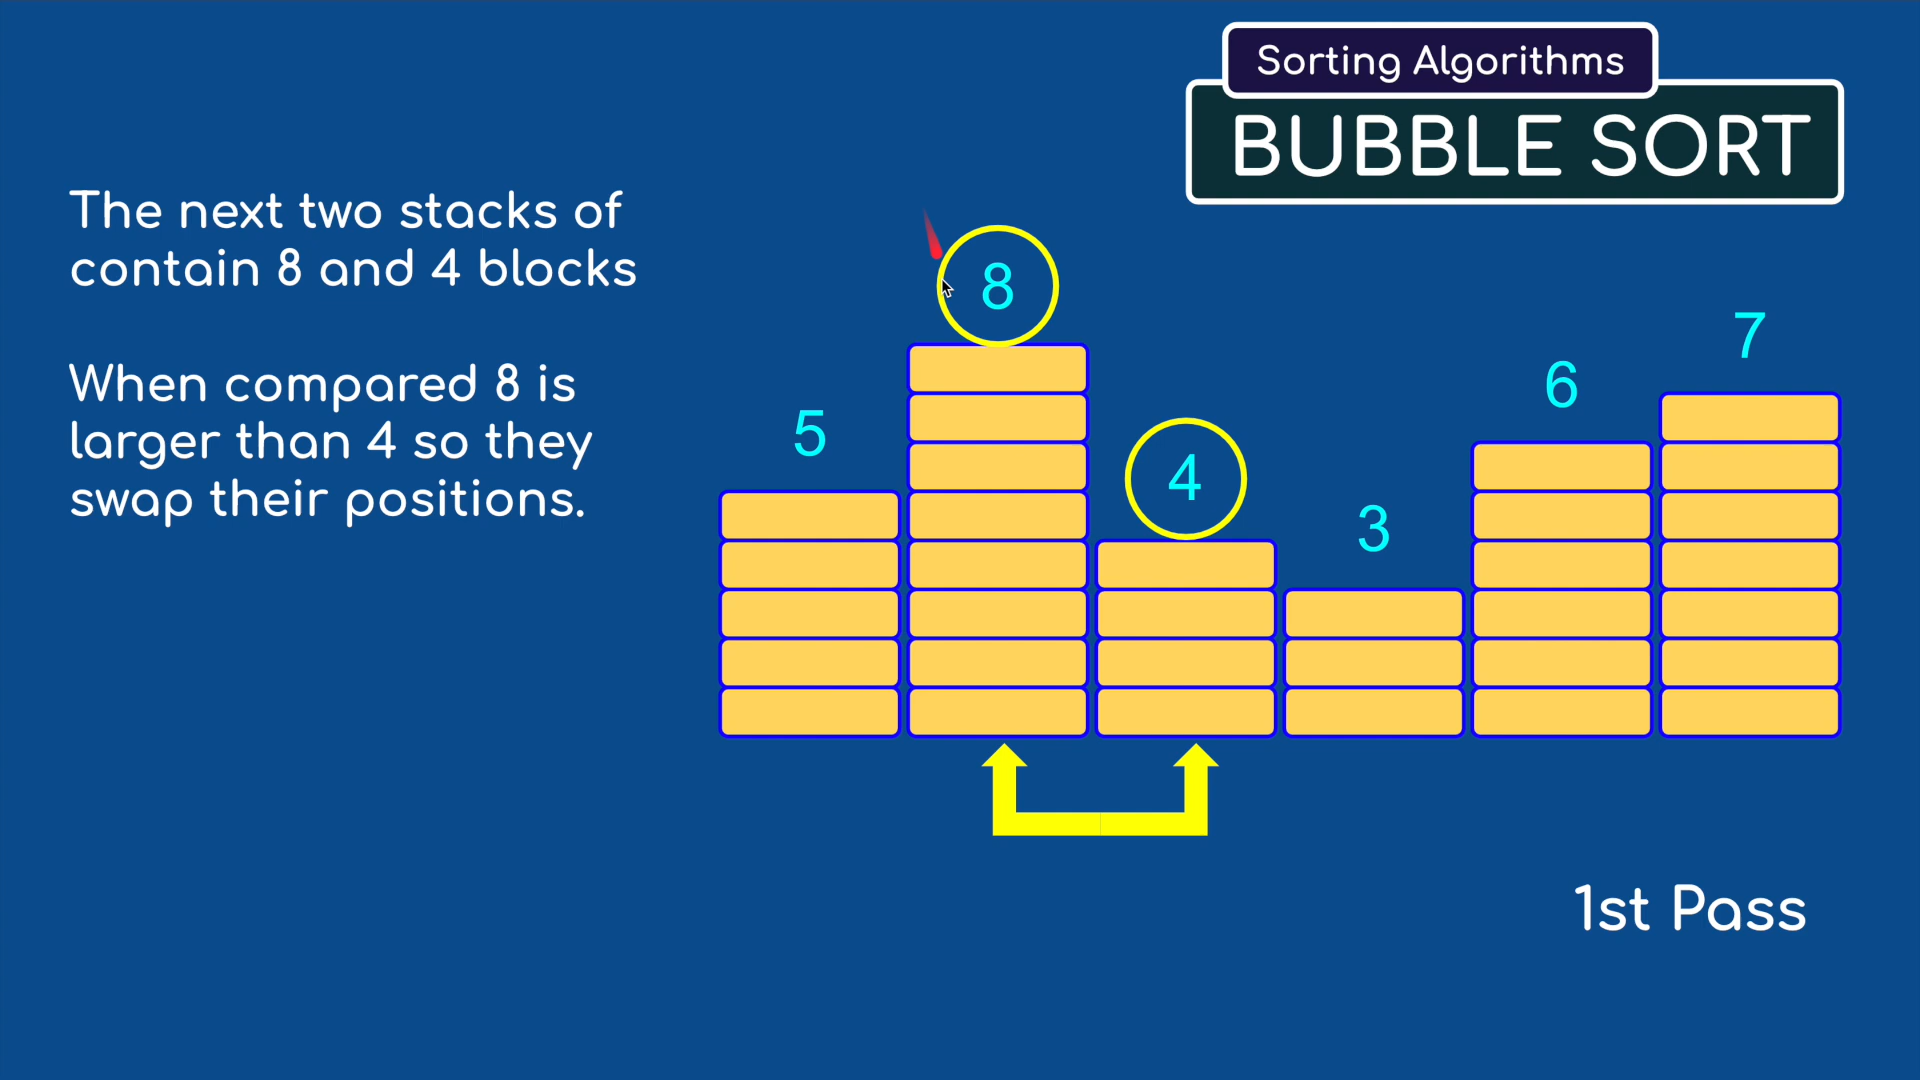 Sorting Algorithms
BUBBLE SORT
The next two stacks of
contain 8 and 4 blocks
When compared 8 is
larger than 4 so they
swap their positions.
5
8
4
3
6
7
1st Pass